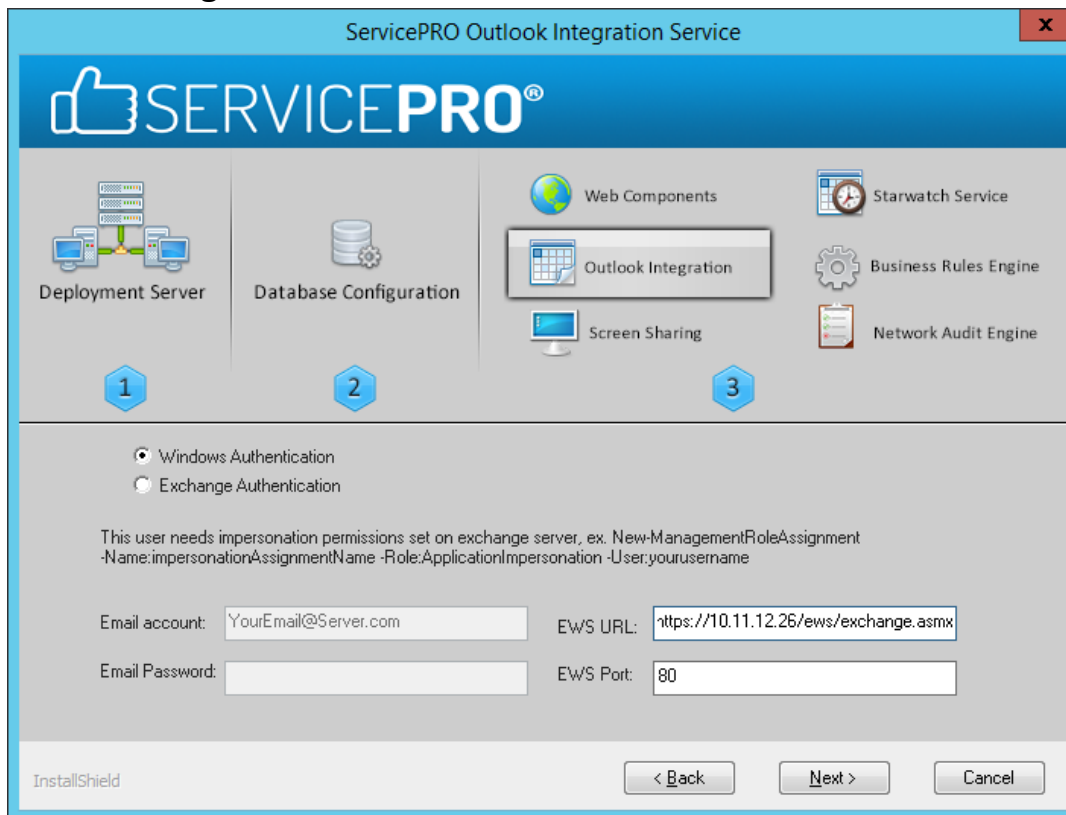 ServicePRO Outlook Integration Service
x
SERVICEPRO®
Web Components
Starwatch Service
Deployment Server
Database Configuration
Outlook Integration
Business Rules Engine
Screen Sharing
Network Audit Engine
1
2
3
Windows Authentication
Exchange Authentication
This user needs impersonation permissions set on exchange server, ex. New-ManagementRoleAssignment
-Name:impersonationAssignmentName -Role:ApplicationImpersonation -User:yourusername
Email account: YourEmail@Server.com
EWS URL: https://10.11.12.26/ews/exchange.asmx
Email Password:
EWS Port: 80
InstallShield
< Back
Next >
Cancel